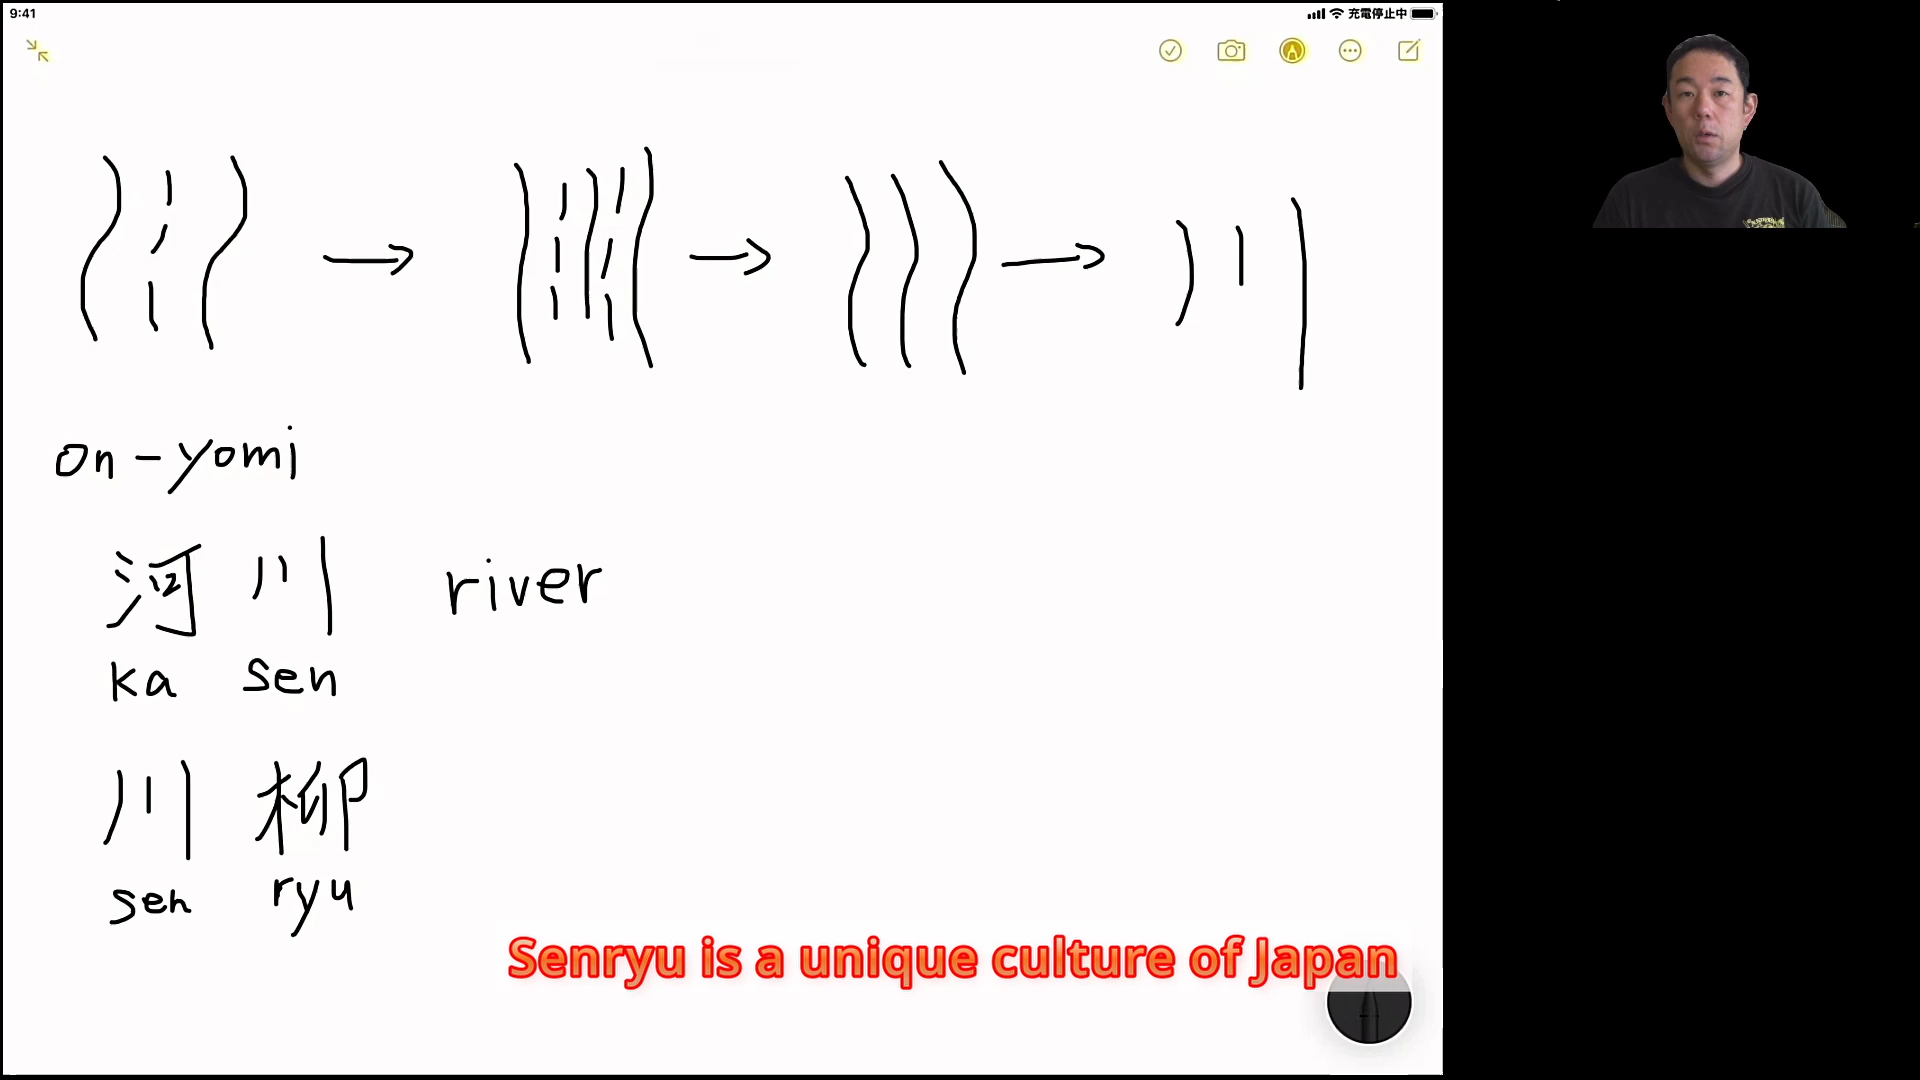 9:41 充電停止中
川
on-yomi
河川 river
ka sen
川柳
sen ryu
Senryu is a unique culture of Japan